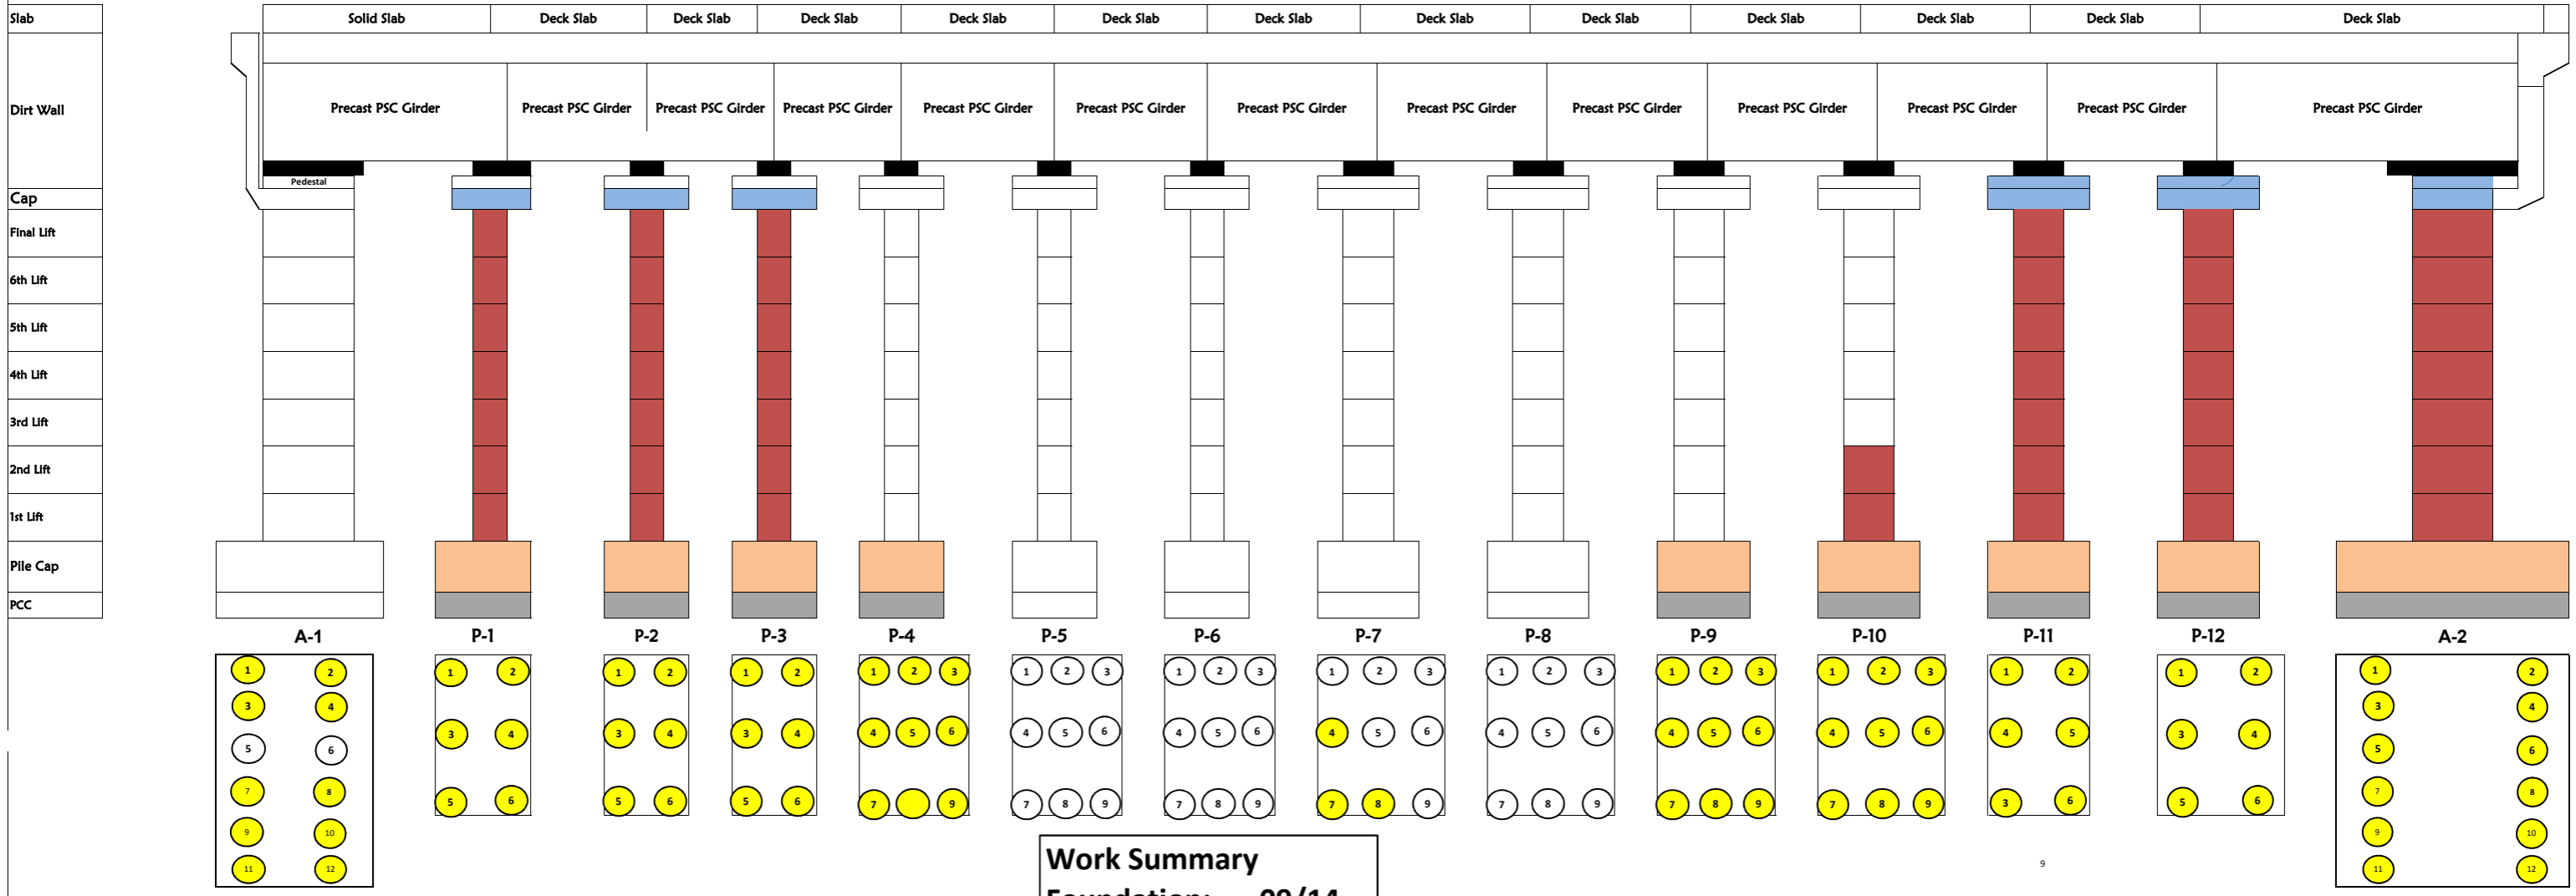 Slab Solid Slab Deck Slab Deck Slab Deck Slab Deck Slab Deck Slab Deck Slab Deck Slab Deck Slab Deck Slab Deck Slab Deck Slab Deck Slab
Dirt Wall Precast PSC Girder Precast PSC Girder Precast PSC Girder Precast PSC Girder Precast PSC Girder Precast PSC Girder Precast PSC Girder Precast PSC Girder Precast PSC Girder Precast PSC Girder Precast PSC Girder Precast PSC Girder Precast PSC Girder
Pedestal
Cap
Final Lift
6th Lift
5th Lift
4th Lift
3rd Lift
2nd Lift
1st Lift
Pile Cap
PCC
A-1 P-1 P-2 P-3 P-4 P-5 P-6 P-7 P-8 P-9 P-10 P-11 P-12 A-2
1 2 1 2 1 2 1 2 1 2 3 1 2 3 1 2 3 1 2 3 1 2 3 1 2 3 1 2 3 1 2 1 2 1 2
3 4 3 4
3 4 3 4 3 4 4 5 6 4 5 6 4 5 6 4 5 6 4 5 6 4 5 6 4 5 6 4 5 3 4
5 6 5 6
7 8 7 8
5 6 5 6 5 6 7 9 7 8 9 7 8 9 7 8 9 7 8 9 7 8 9 7 8 9 3 6 5 6
9 10 9 10
11 12 9 11 12
Work Summary
Foundation: 09/14